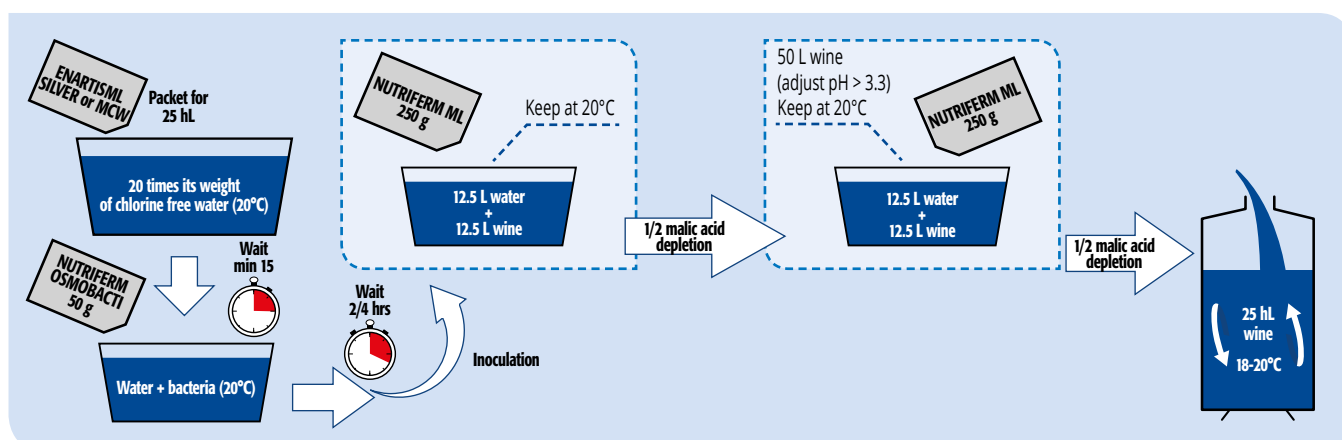 ENARTISML
SILVER or MCW
Packet for
25 hL
20 times its weight
of chlorine free water (20°C)
Wait
min 15
NUTRIFERM
OSMOBACTI
50 g
Water + bacteria (20°C)
Wait
2/4 hrs
Inoculation
NUTRIFERM ML
250 g
Keep at 20°C
12.5 L water
+
12.5 L wine
1/2 malic acid
depletion
50 L wine
(adjust pH > 3.3)
Keep at 20°C
NUTRIFERM ML
250 g
12.5 L water
+
12.5 L wine
1/2 malic acid
depletion
25 hL
wine
18-20°C